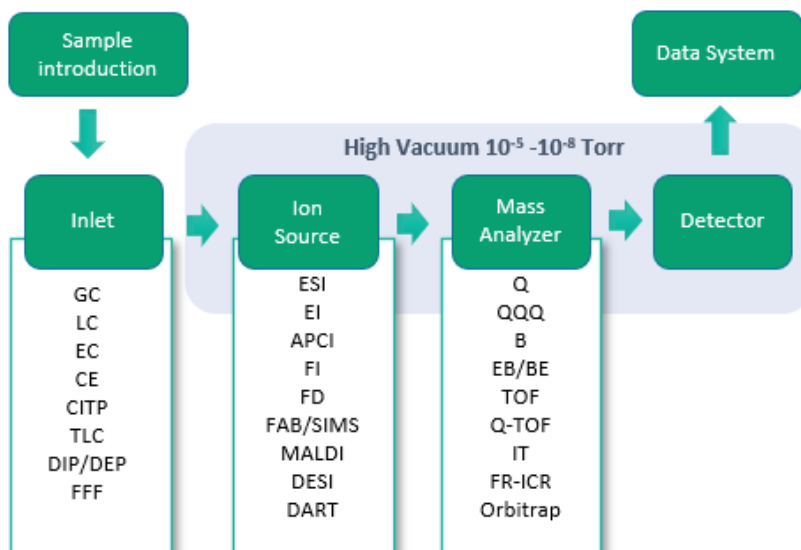 Sample
introduction
Data System
High Vacuum 10⁻⁵ -10⁻⁸ Torr
Inlet
Ion
Source
Mass
Analyzer
Detector
GC
LC
EC
CE
CITP
TLC
DIP/DEP
FFF
ESI
EI
APCI
FI
FD
FAB/SIMS
MALDI
DESI
DART
Q
QQQ
B
EB/BE
TOF
Q-TOF
IT
FR-ICR
Orbitrap